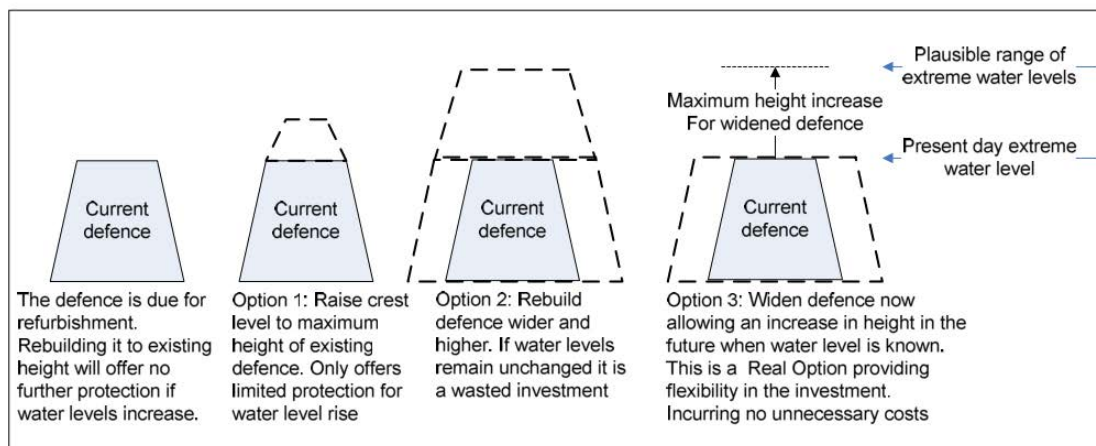 Plausible range of
extreme water levels
Maximum height increase
For widened defence
Present day extreme
water level
Current
defence
Current
defence
Current
defence
Current
defence
The defence is due for
refurbishment.
Rebuilding it to existing
height will offer no
further protection if
water levels increase.
Option 1: Raise crest
level to maximum
height of existing
defence. Only offers
limited protection for
water level rise
Option 2: Rebuild
defence wider and
higher. If water levels
remain unchanged it is
a wasted investment
Option 3: Widen defence now
allowing an increase in height in the
future when water level is known.
This is a Real Option providing
flexibility in the investment.
Incurring no unnecessary costs